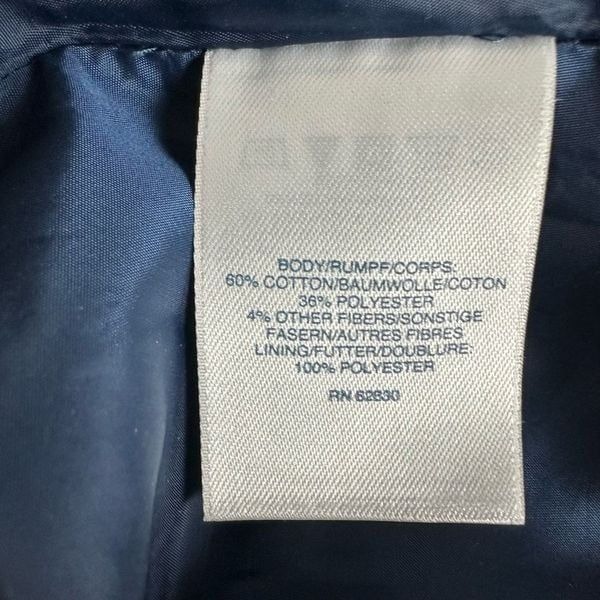 BODY/RUMPF/CORPS:
60% COTTON/BAUMWOLLE/COTON
36% POLYESTER
4% OTHER FIBERS/SONSTIGE
FASERN/AUTRES FIBRES
LINING/FUTTER/DOUBLURE:
100% POLYESTER
RN 62830